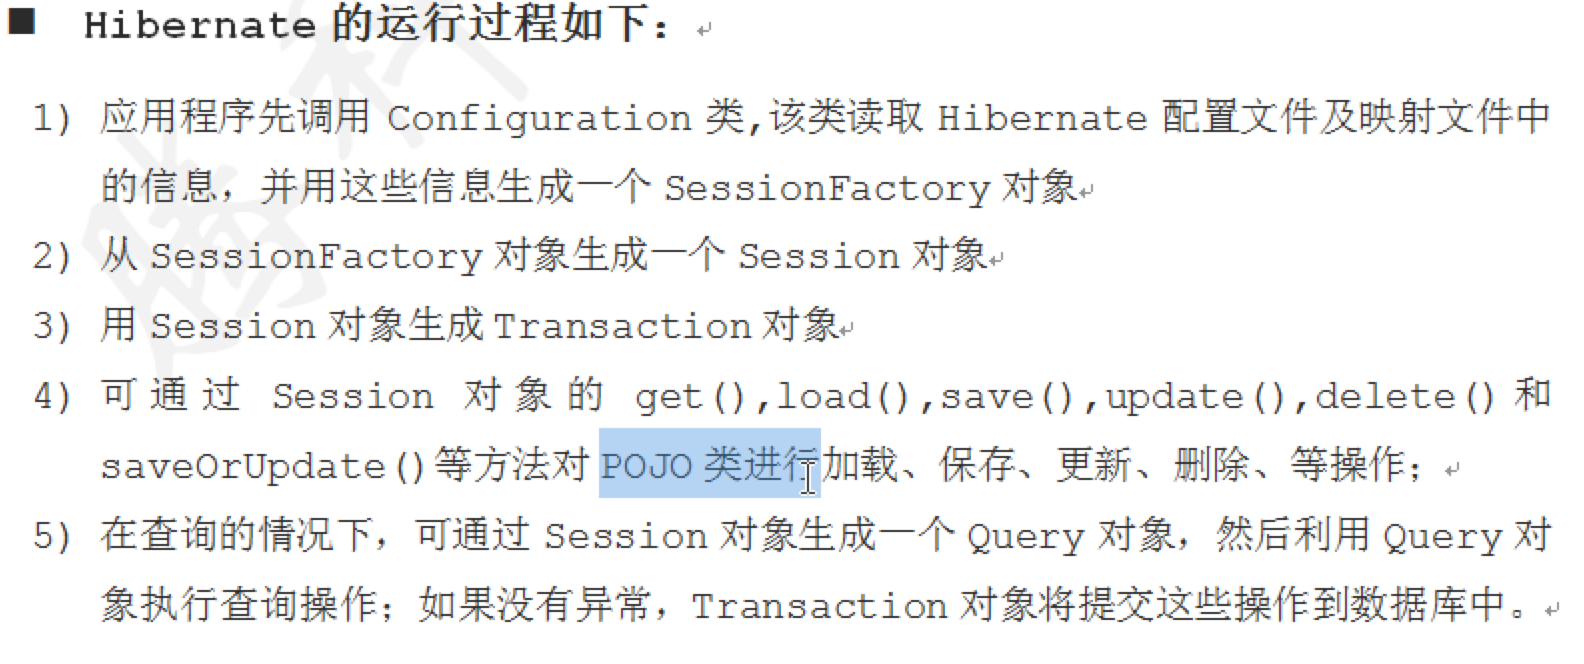 ■ Hibernate 的运行过程如下：
1) 应用程序先调用 Configuration 类,该类读取 Hibernate 配置文件及映射文件中
的信息，并用这些信息生成一个 SessionFactory 对象
2) 从 SessionFactory 对象生成一个 Session 对象
3) 用 Session 对象生成 Transaction 对象
4) 可通过 Session 对象的 get(),load(),save(),update(),delete() 和
saveOrUpdate()等方法对 POJO 类进行加载、保存、更新、删除、等操作；
5) 在查询的情况下，可通过 Session 对象生成一个 Query 对象，然后利用 Query 对
象执行查询操作；如果没有异常，Transaction 对象将提交这些操作到数据库中。